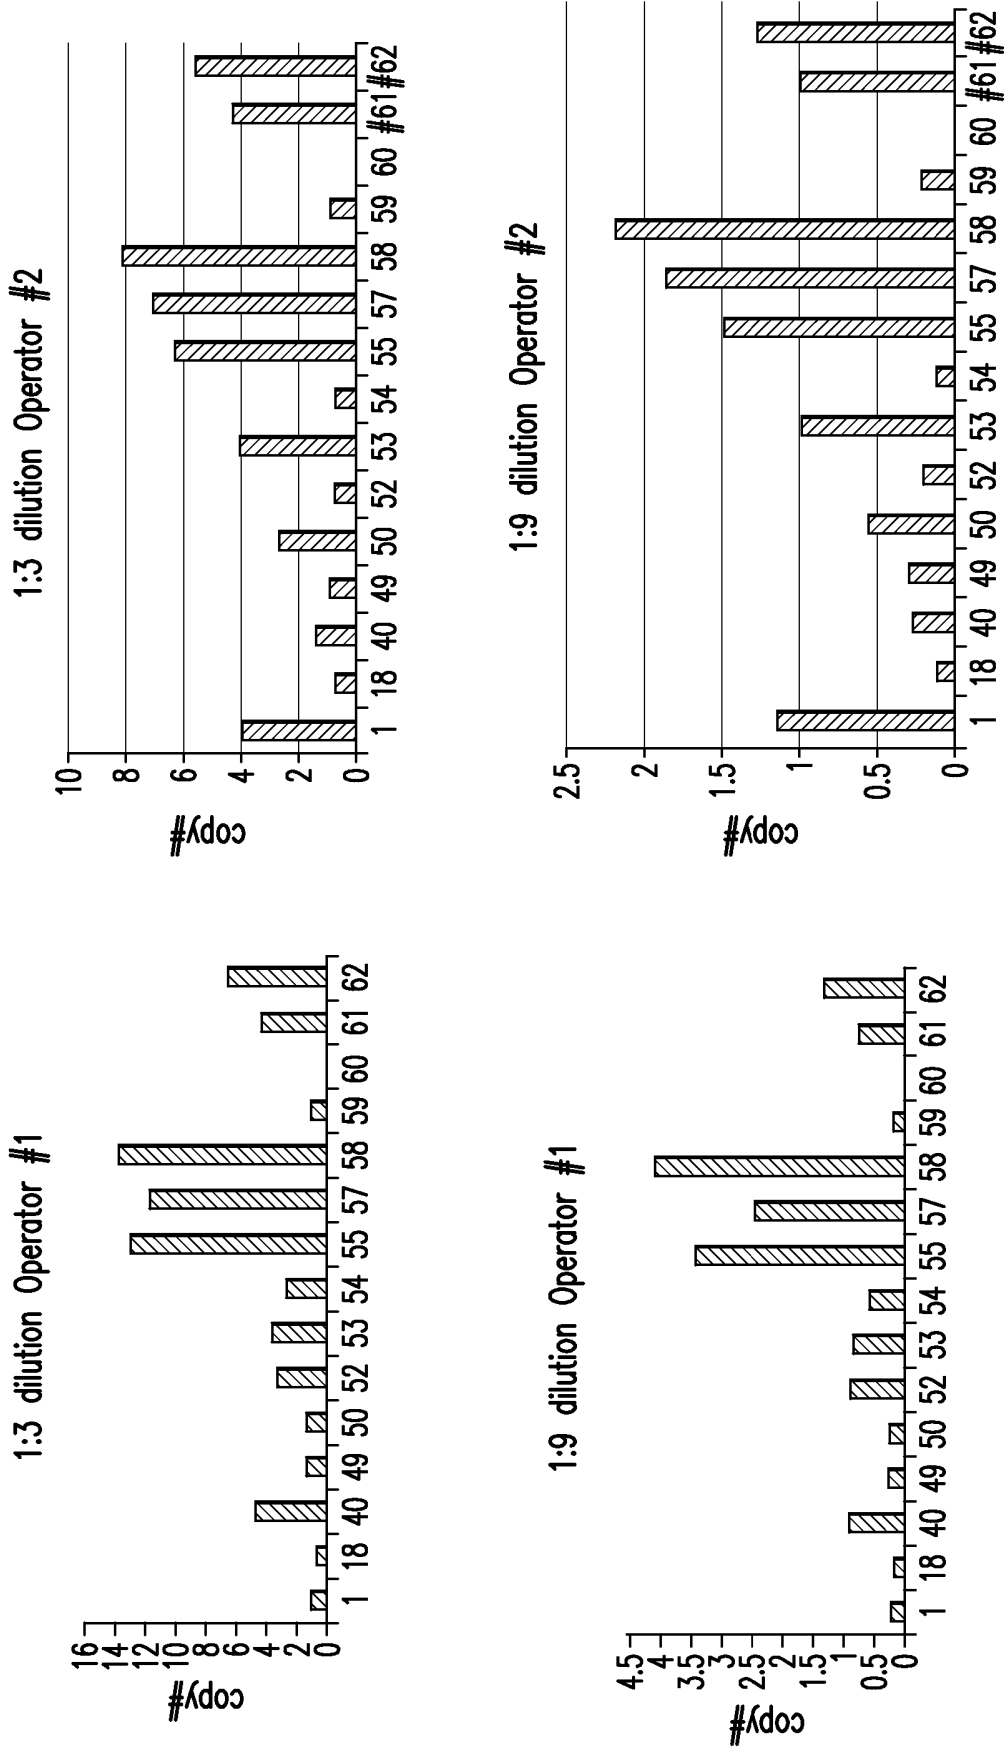 1:3 dilution Operator #1
copy#
16
14
12
10
8
6
4
2
0
1 18 40 49 50 52 53 54 55 57 58 59 60 61 62
1:3 dilution Operator #2
copy#
10
8
6
4
2
0
1 18 40 49 50 52 53 54 55 57 58 59 60 #61 #62
1:9 dilution Operator #1
copy#
4.5
4
3.5
3
2.5
2
1.5
1
0.5
0
1 18 40 49 50 52 53 54 55 57 58 59 60 61 62
1:9 dilution Operator #2
copy#
2.5
2
1.5
1
0.5
0
1 18 40 49 50 52 53 54 55 57 58 59 60 #61 #62